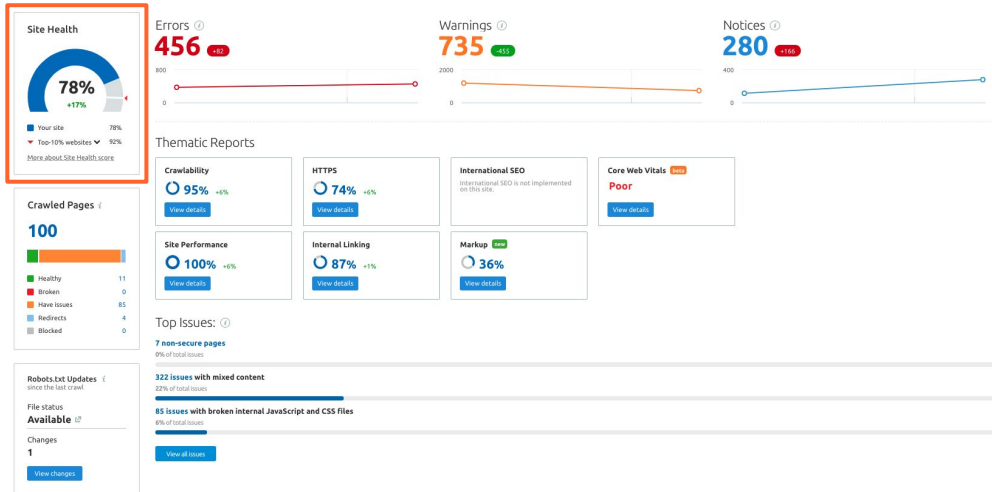 Site Health
78%
+17%
Your site 78%
Top-10% websites 92%
More about Site Health score
Errors i
456 +82
800
0
Warnings i
735 -455
2000
0
Notices i
280 +166
400
0
Thematic Reports
Crawlability
95% +6%
View details
HTTPS
74% +6%
View details
International SEO
International SEO is not implemented
on this site.
Core Web Vitals beta
Poor
View details
Site Performance
100% +6%
View details
Internal Linking
87% +1%
View details
Markup new
36%
View details
Crawled Pages i
100
Healthy 11
Broken 0
Have issues 85
Redirects 4
Blocked 0
Top Issues: i
7 non-secure pages
0% of total issues
322 issues with mixed content
22% of total issues
85 issues with broken internal JavaScript and CSS files
6% of total issues
View all issues
Robots.txt Updates i
since the last crawl
File status
Available
Changes
1
View changes